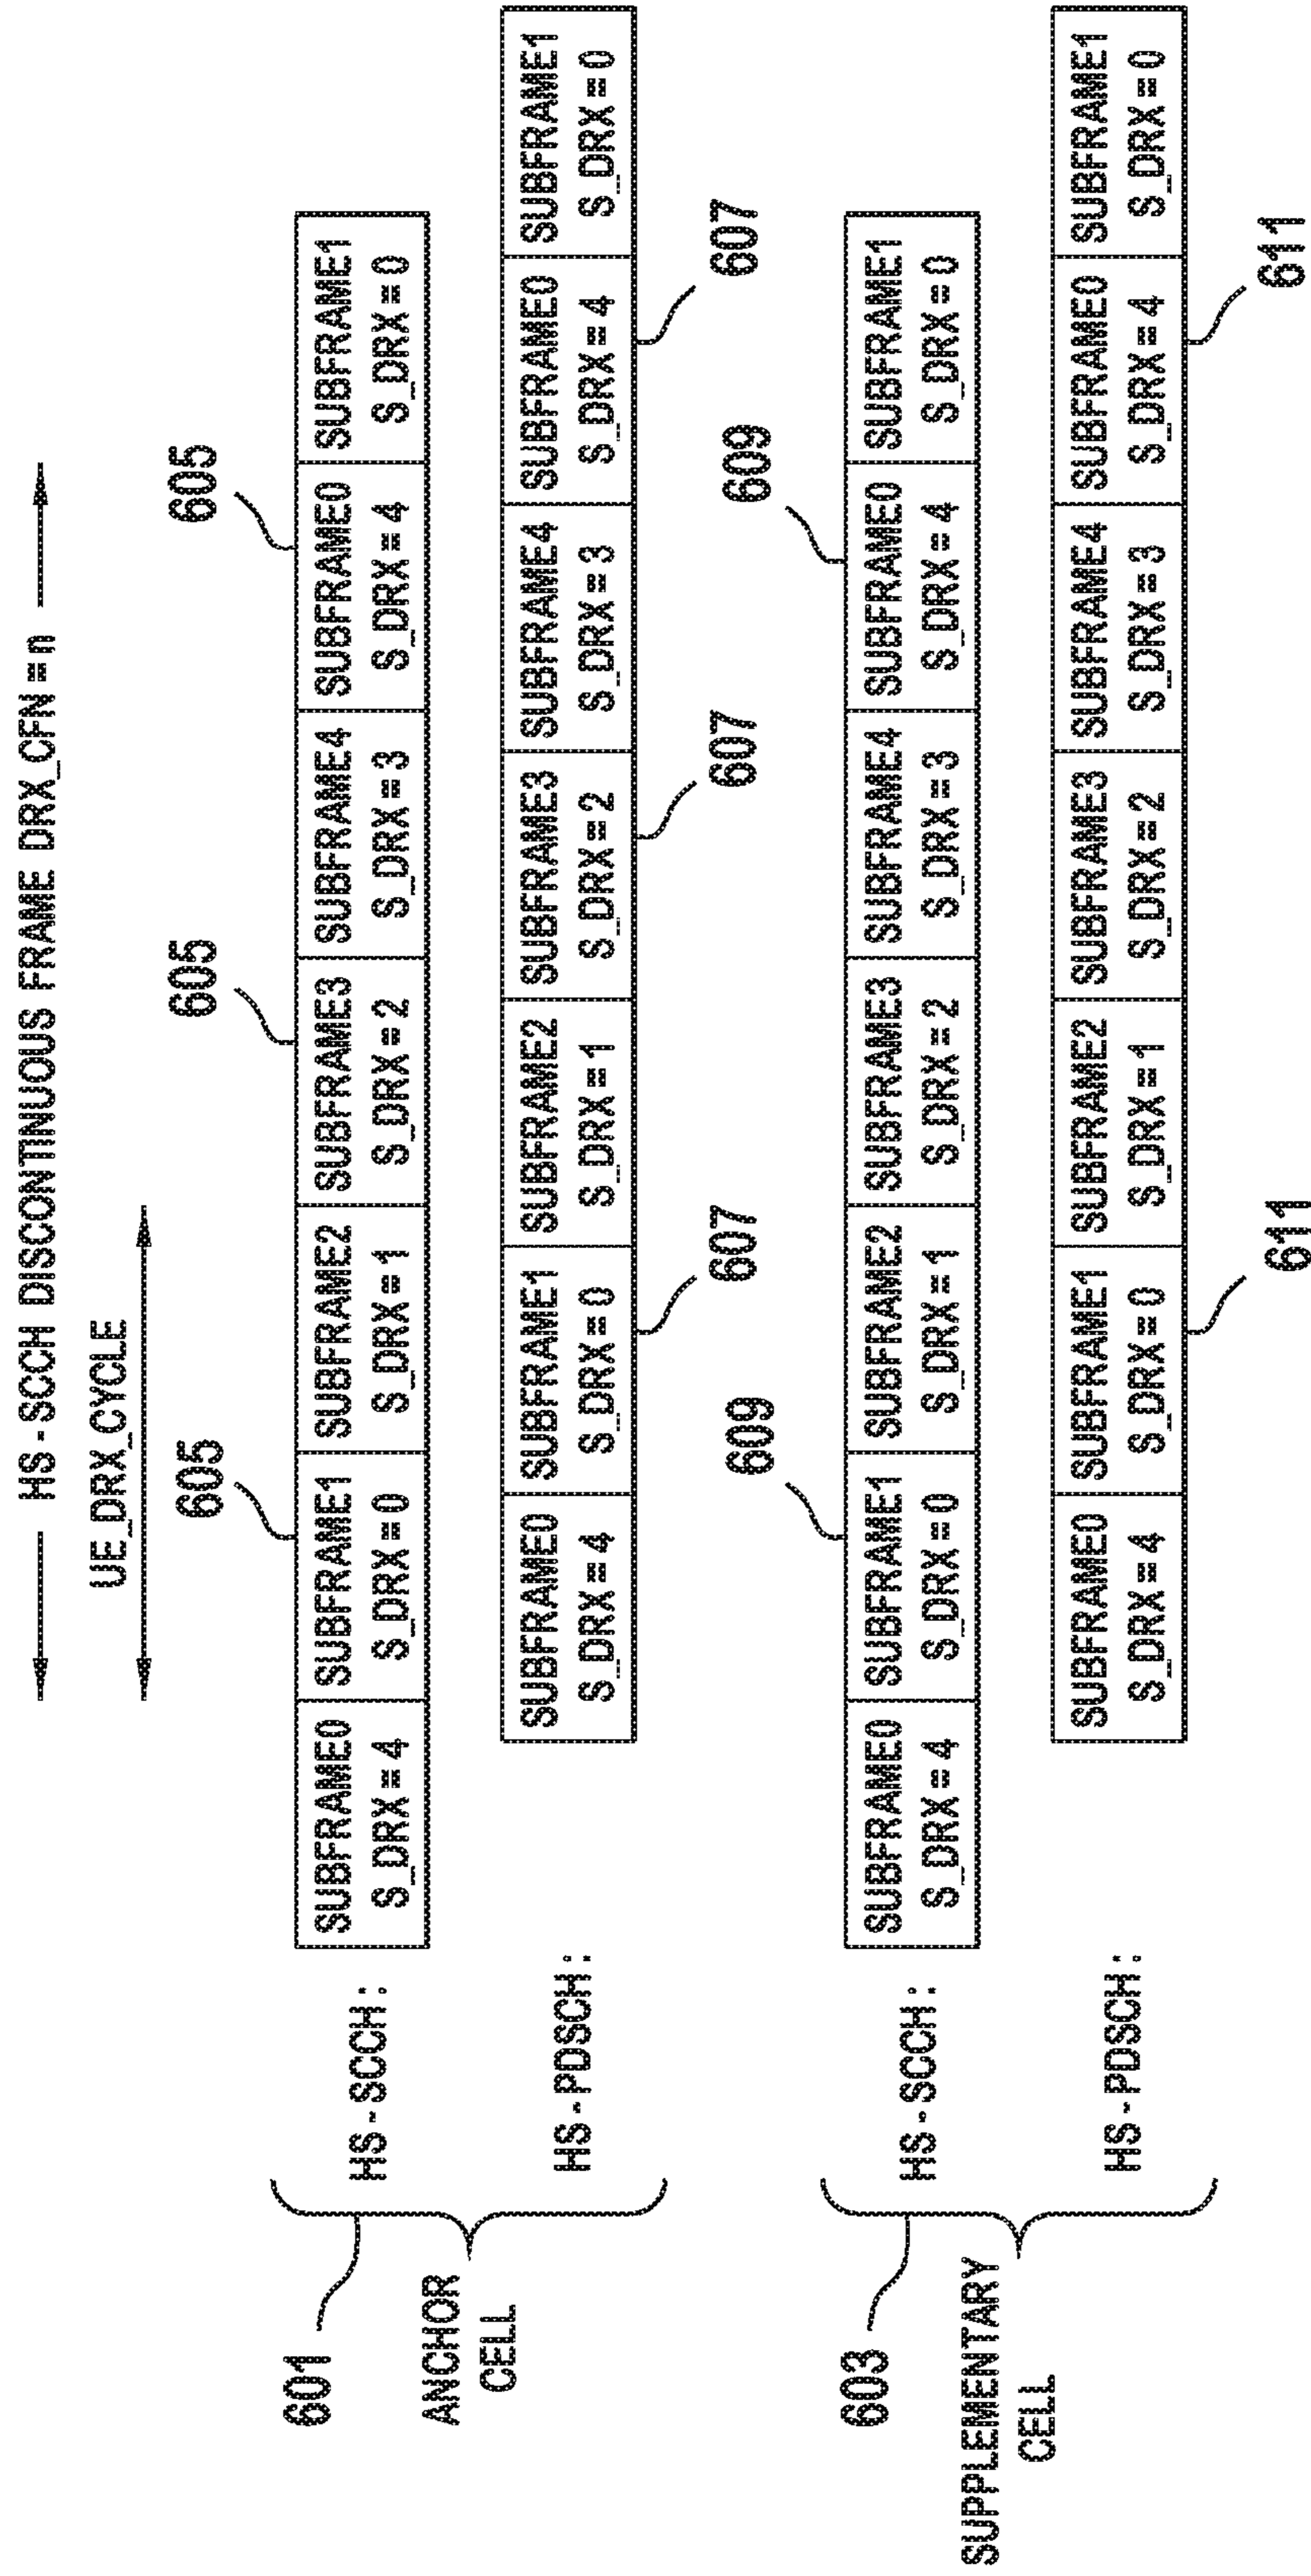 HS-SCCH DISCONTINUOUS FRAME DRX_CFN=n
UE_DRX_CYCLE
605
605
605
601
ANCHOR
CELL
HS-SCCH:
SUBFRAME0
S_DRX=4
SUBFRAME1
S_DRX=0
SUBFRAME2
S_DRX=1
SUBFRAME3
S_DRX=2
SUBFRAME4
S_DRX=3
SUBFRAME0
S_DRX=4
SUBFRAME1
S_DRX=0
HS-PDSCH:
SUBFRAME0
S_DRX=4
SUBFRAME1
S_DRX=0
SUBFRAME2
S_DRX=1
SUBFRAME3
S_DRX=2
SUBFRAME4
S_DRX=3
SUBFRAME0
S_DRX=4
SUBFRAME1
S_DRX=0
607
607
607
609
609
603
SUPPLEMENTARY
CELL
HS-SCCH:
SUBFRAME0
S_DRX=4
SUBFRAME1
S_DRX=0
SUBFRAME2
S_DRX=1
SUBFRAME3
S_DRX=2
SUBFRAME4
S_DRX=3
SUBFRAME0
S_DRX=4
SUBFRAME1
S_DRX=0
HS-PDSCH:
SUBFRAME0
S_DRX=4
SUBFRAME1
S_DRX=0
SUBFRAME2
S_DRX=1
SUBFRAME3
S_DRX=2
SUBFRAME4
S_DRX=3
SUBFRAME0
S_DRX=4
SUBFRAME1
S_DRX=0
611
611